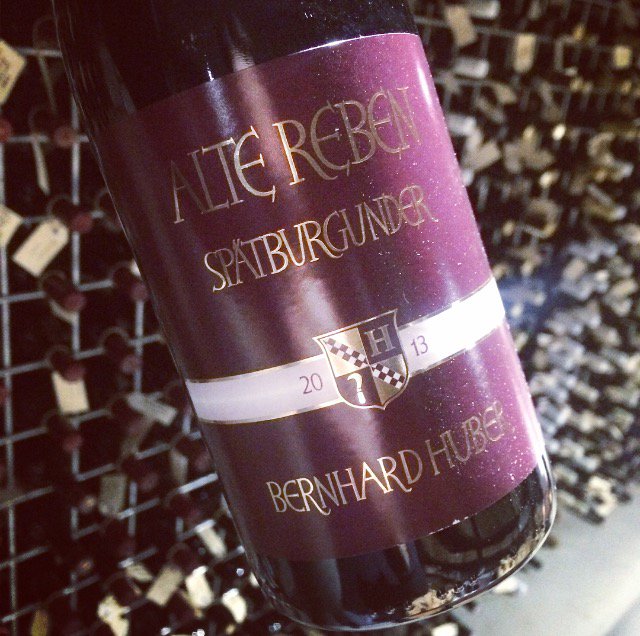 ALTE REBEN
SPÄTBURGUNDER
20 13
H
BERNHARD HUBER